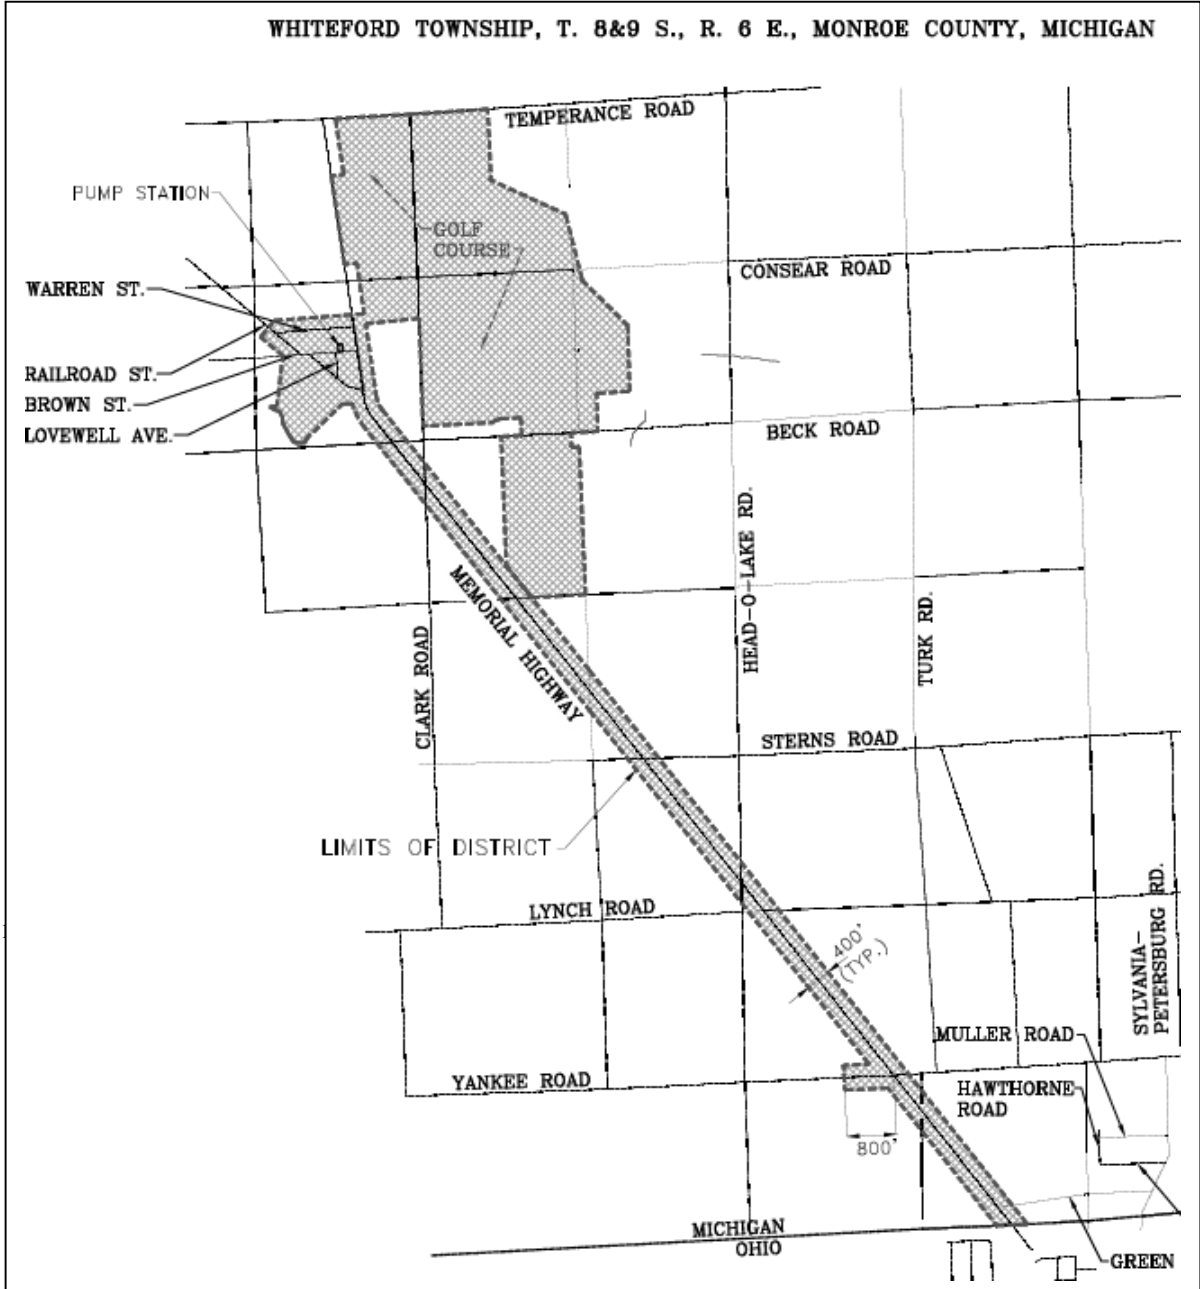 WHITEFORD TOWNSHIP, T. 8&9 S., R. 6 E., MONROE COUNTY, MICHIGAN
TEMPERANCE ROAD
PUMP STATION
GOLF
COURSE
CONSEAR ROAD
WARREN ST.
RAILROAD ST.
BROWN ST.
LOVEWELL AVE.
BECK ROAD
HEAD-O-LAKE RD.
MEMORIAL HIGHWAY
TURK RD.
CLARK ROAD
STERNS ROAD
LIMITS OF DISTRICT
LYNCH ROAD
400'
(TYP.)
SYLVANIA-
PETERSBURG RD.
MULLER ROAD
YANKEE ROAD
HAWTHORNE
ROAD
800'
MICHIGAN
OHIO
GREEN